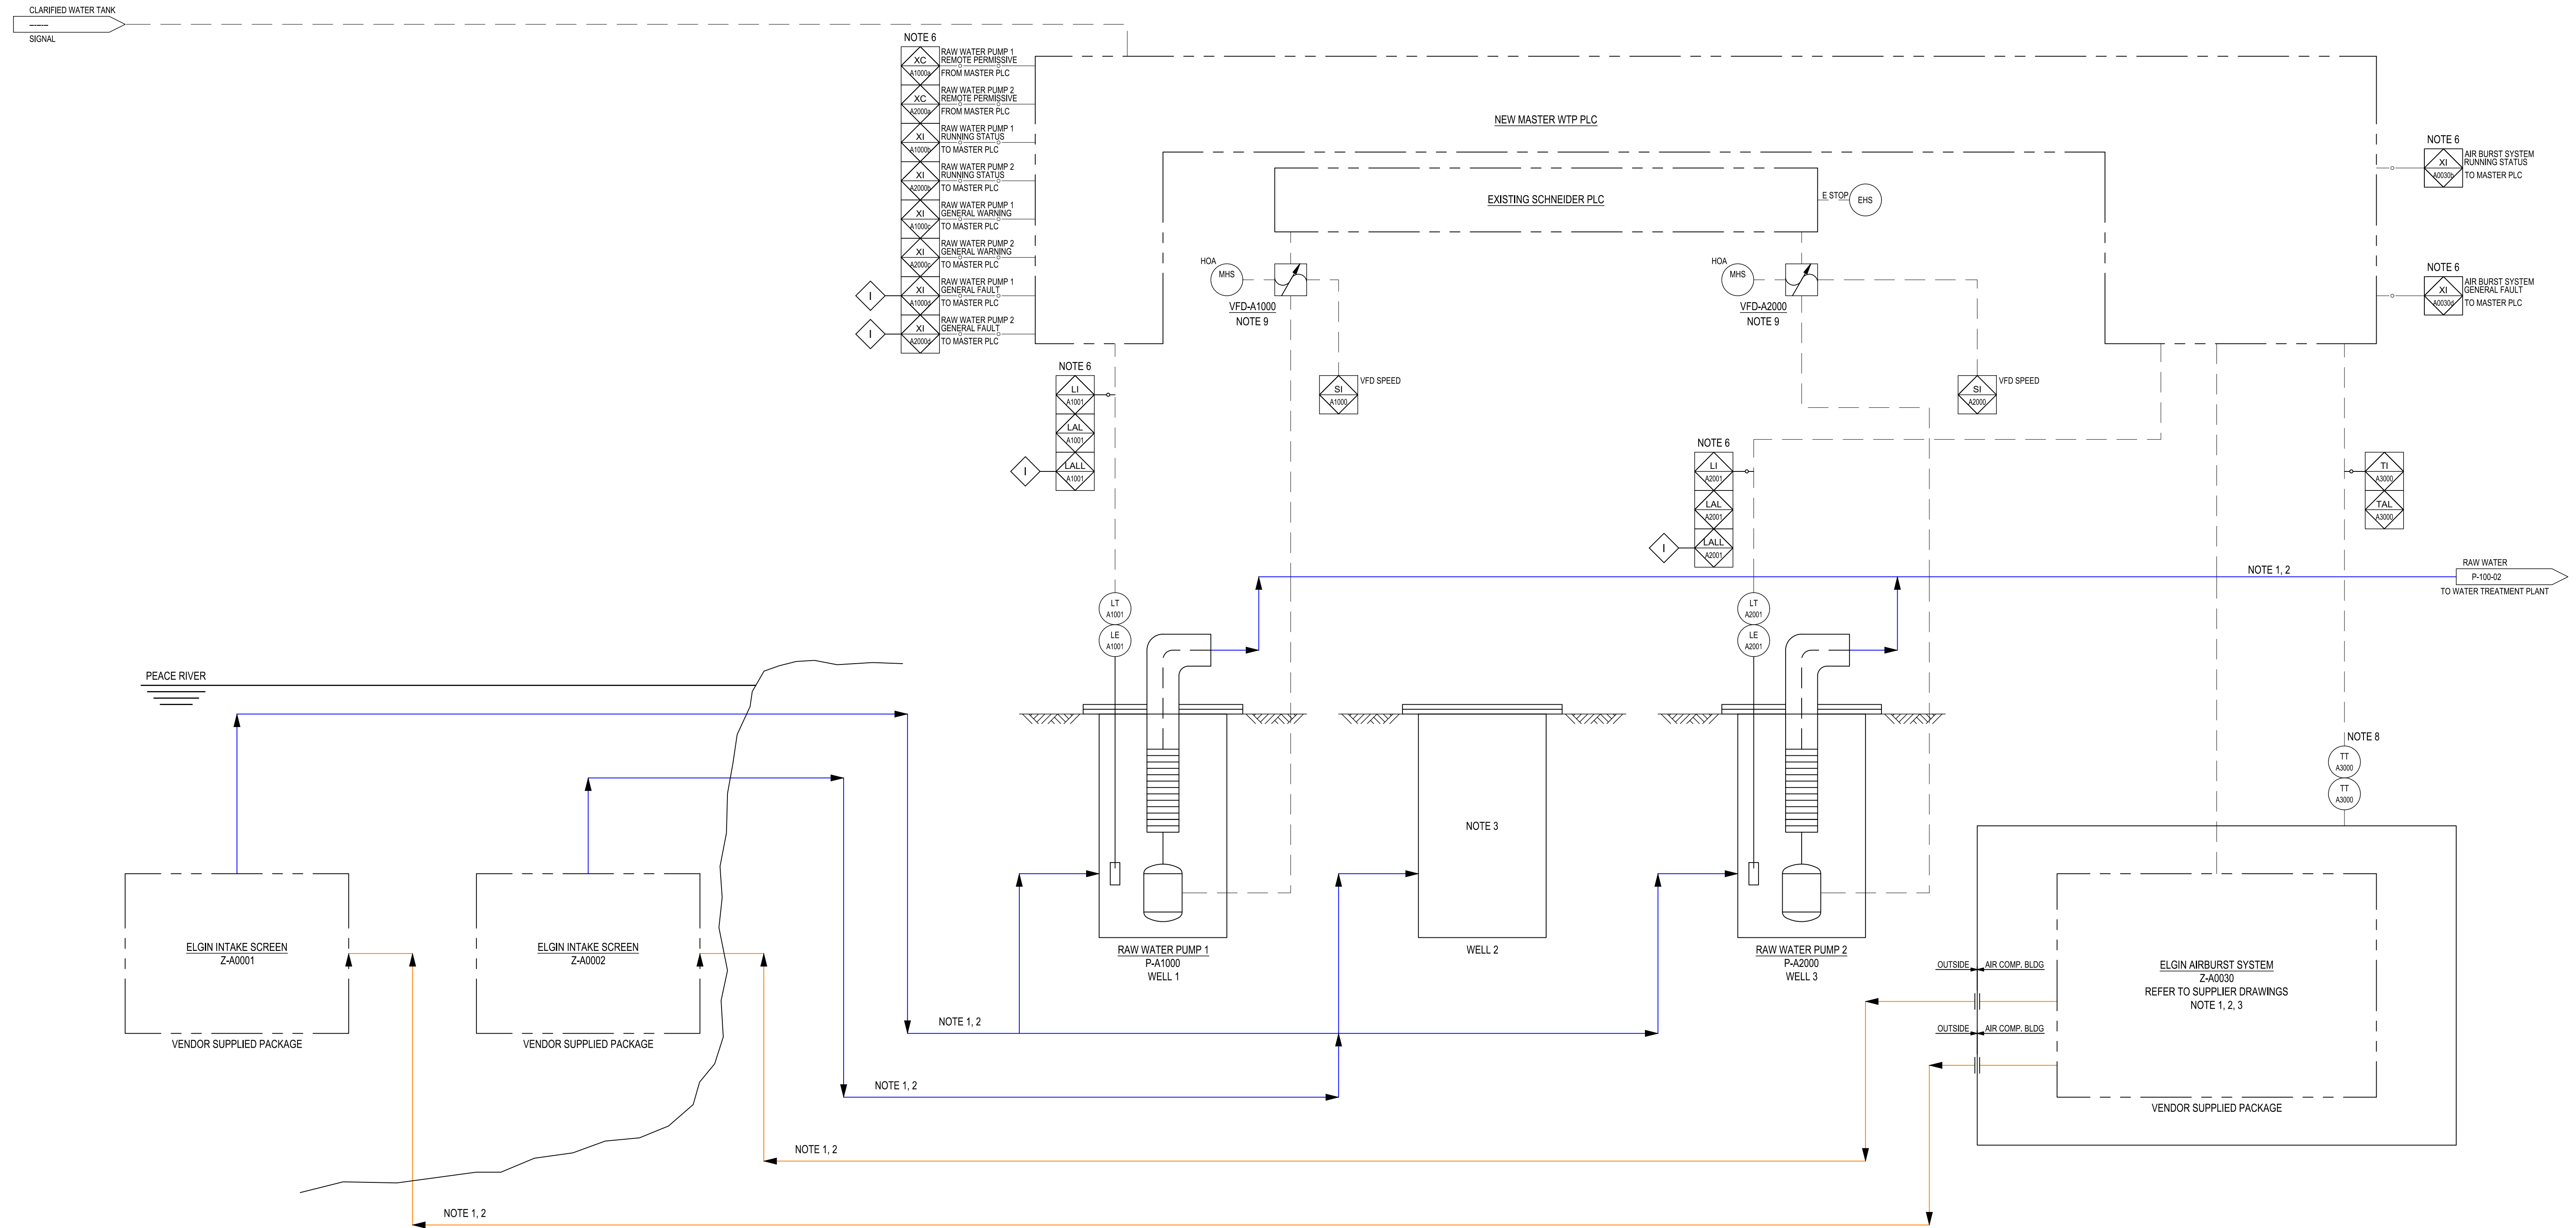 CLARIFIED WATER TANK
-------
SIGNAL
NOTE 6
XC
A1000a
RAW WATER PUMP 1
REMOTE PERMISSIVE
FROM MASTER PLC
XC
A2000a
RAW WATER PUMP 2
REMOTE PERMISSIVE
FROM MASTER PLC
XI
A1000b
RAW WATER PUMP 1
RUNNING STATUS
TO MASTER PLC
XI
A2000b
RAW WATER PUMP 2
RUNNING STATUS
TO MASTER PLC
XI
A1000c
RAW WATER PUMP 1
GENERAL WARNING
TO MASTER PLC
XI
A2000c
RAW WATER PUMP 2
GENERAL WARNING
TO MASTER PLC
I
XI
A1000d
RAW WATER PUMP 1
GENERAL FAULT
TO MASTER PLC
I
XI
A2000d
RAW WATER PUMP 2
GENERAL FAULT
TO MASTER PLC
NEW MASTER WTP PLC
EXISTING SCHNEIDER PLC
E STOP
EHS
NOTE 6
XI
A0030b
AIR BURST SYSTEM
RUNNING STATUS
TO MASTER PLC
NOTE 6
XI
A0030d
AIR BURST SYSTEM
GENERAL FAULT
TO MASTER PLC
HOA
MHS
VFD-A1000
NOTE 9
HOA
MHS
VFD-A2000
NOTE 9
NOTE 6
LI
A1001
LAL
A1001
I
LALL
A1001
SI
A1000
VFD SPEED
SI
A2000
VFD SPEED
NOTE 6
LI
A2001
LAL
A2001
I
LALL
A2001
TI
A3000
TAL
A3000
NOTE 1, 2
RAW WATER
P-100-02
TO WATER TREATMENT PLANT
LT
A1001
LE
A1001
LT
A2001
LE
A2001
PEACE RIVER
NOTE 8
TT
A3000
TT
A3000
NOTE 3
ELGIN INTAKE SCREEN
Z-A0001
VENDOR SUPPLIED PACKAGE
ELGIN INTAKE SCREEN
Z-A0002
VENDOR SUPPLIED PACKAGE
RAW WATER PUMP 1
P-A1000
WELL 1
WELL 2
RAW WATER PUMP 2
P-A2000
WELL 3
OUTSIDE
AIR COMP. BLDG
OUTSIDE
AIR COMP. BLDG
ELGIN AIRBURST SYSTEM
Z-A0030
REFER TO SUPPLIER DRAWINGS
NOTE 1, 2, 3
VENDOR SUPPLIED PACKAGE
NOTE 1, 2
NOTE 1, 2
NOTE 1, 2
NOTE 1, 2